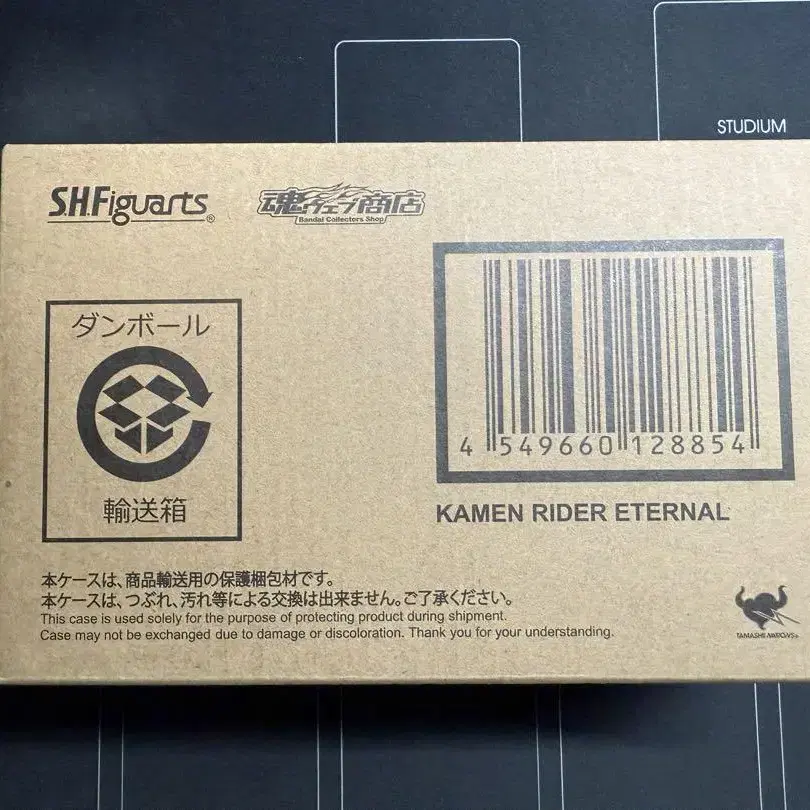 STUDIUM
S.H.Figuarts®
魂ウェブ商店
Bandai Collectors Shop
ダンボール
輸送箱
4 549660 128854
KAMEN RIDER ETERNAL
本ケースは、商品輸送用の保護梱包材です。
本ケースは、つぶれ、汚れ等による交換は出来ません。ご了承ください。
This case is used solely for the purpose of protecting product during shipment.
Case may not be exchanged due to damage or discoloration. Thank you for your understanding.
TAMASHII NATIONS